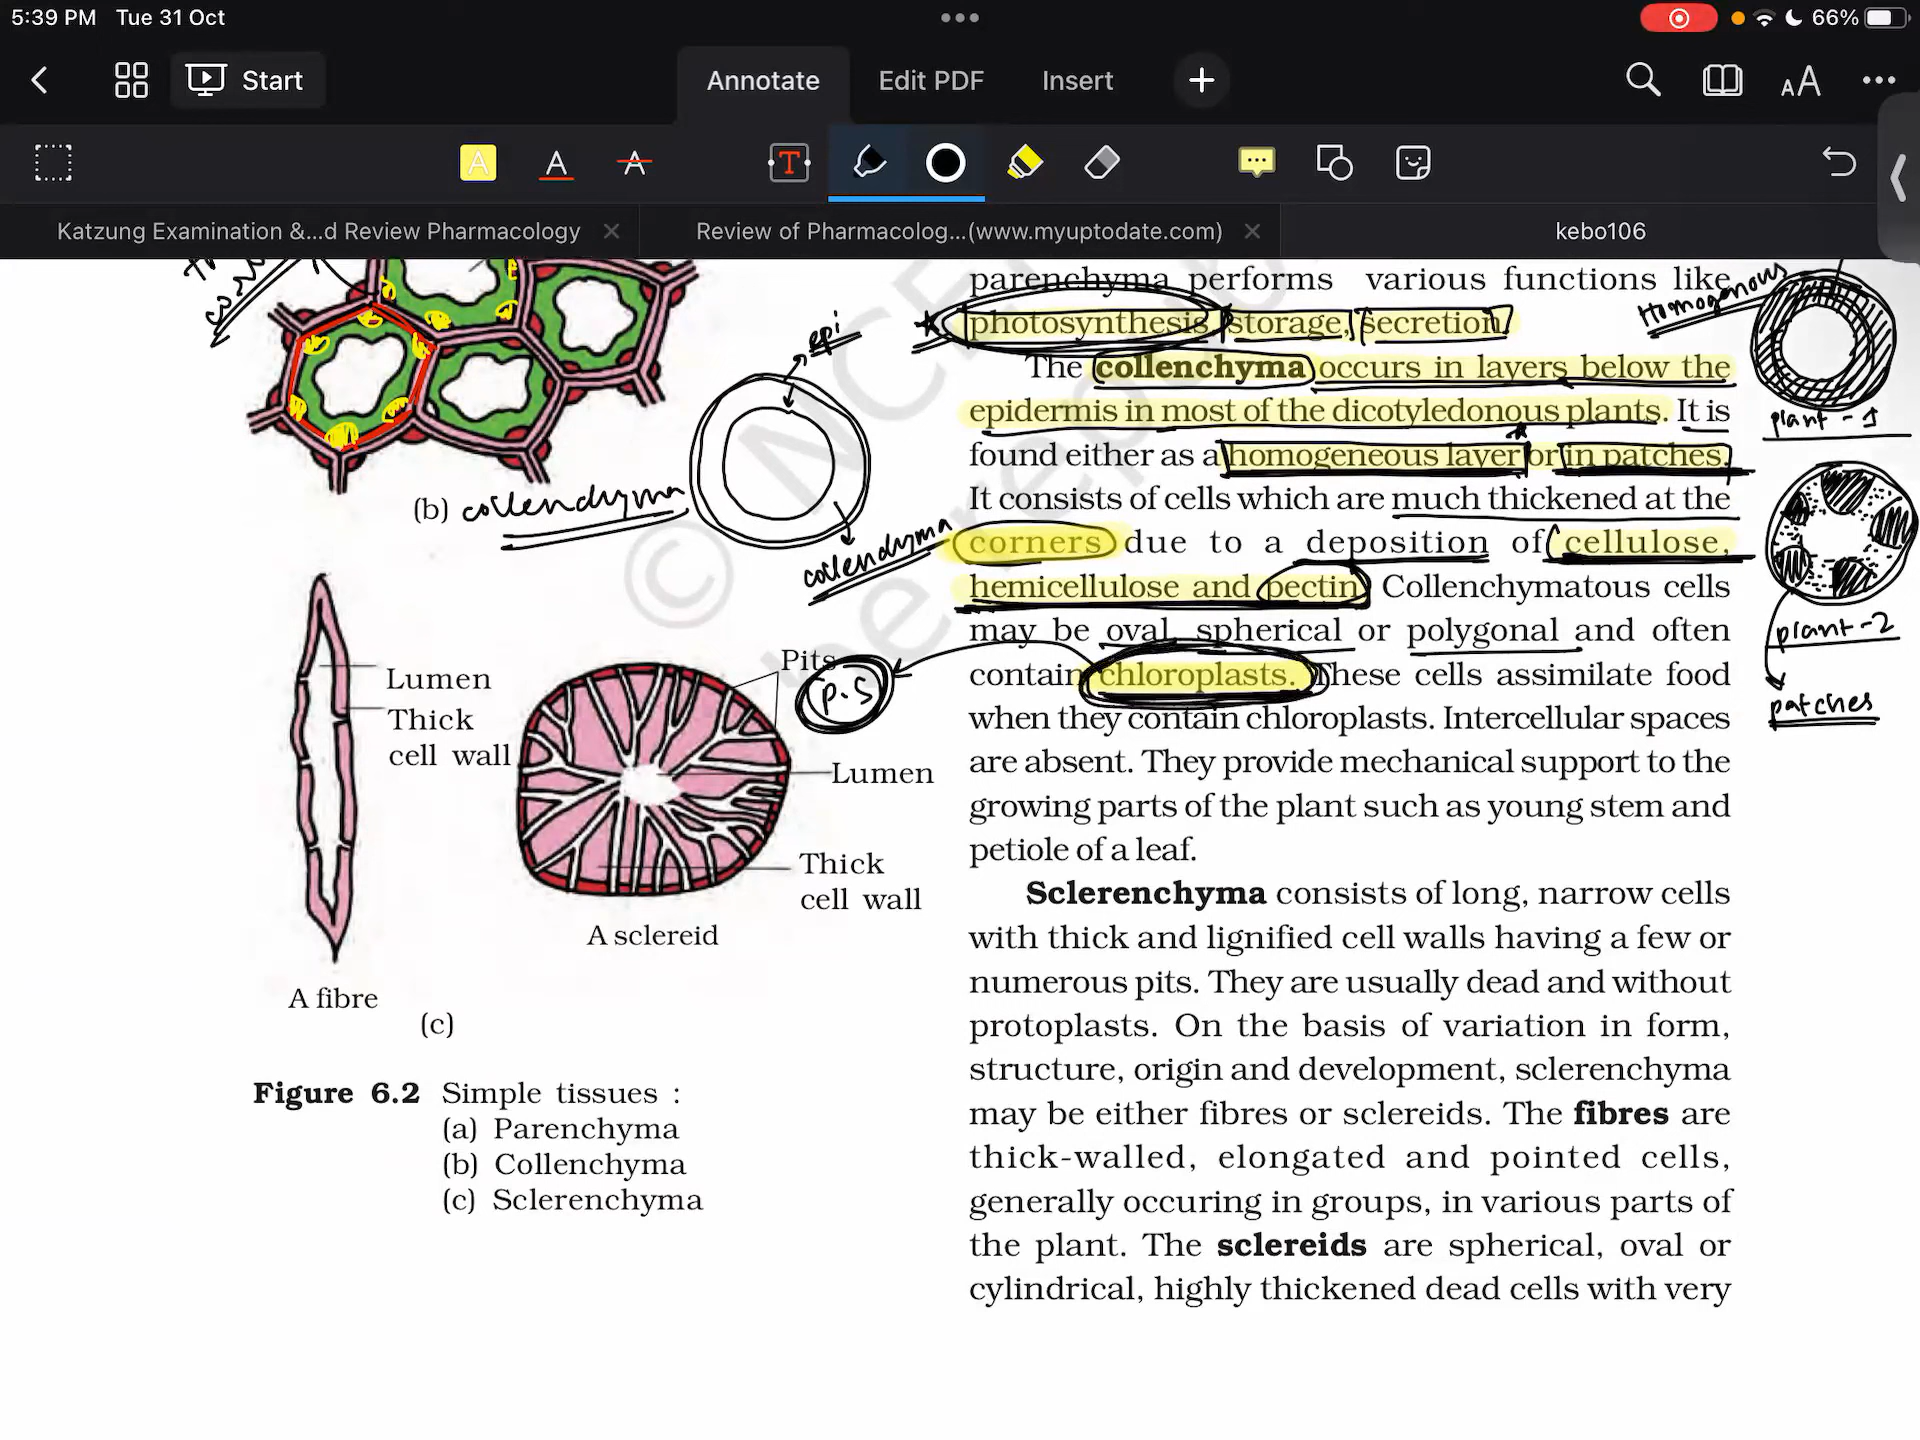 5:39 PM Tue 31 Oct
66%
Start
Annotate
Edit PDF
Insert
Katzung Examination &...d Review Pharmacology
Review of Pharmacolog...(www.myuptodate.com)
kebo106
epi
(b) collenchyma
collenchyma
Lumen
Thick
cell wall
Pits
p.s
Lumen
Thick
cell wall
A sclereid
A fibre
(c)
Figure 6.2 Simple tissues :
(a) Parenchyma
(b) Collenchyma
(c) Sclerenchyma
parenchyma performs various functions like
photosynthesis, storage, secretion.
The collenchyma occurs in layers below the
epidermis in most of the dicotyledonous plants. It is
found either as a homogeneous layer or in patches.
It consists of cells which are much thickened at the
corners due to a deposition of cellulose,
hemicellulose and pectin. Collenchymatous cells
may be oval, spherical or polygonal and often
contain chloroplasts. These cells assimilate food
when they contain chloroplasts. Intercellular spaces
are absent. They provide mechanical support to the
growing parts of the plant such as young stem and
petiole of a leaf.
Sclerenchyma consists of long, narrow cells
with thick and lignified cell walls having a few or
numerous pits. They are usually dead and without
protoplasts. On the basis of variation in form,
structure, origin and development, sclerenchyma
may be either fibres or sclereids. The fibres are
thick-walled, elongated and pointed cells,
generally occuring in groups, in various parts of
the plant. The sclereids are spherical, oval or
cylindrical, highly thickened dead cells with very
Homogenous
plant-1
plant-2
patches